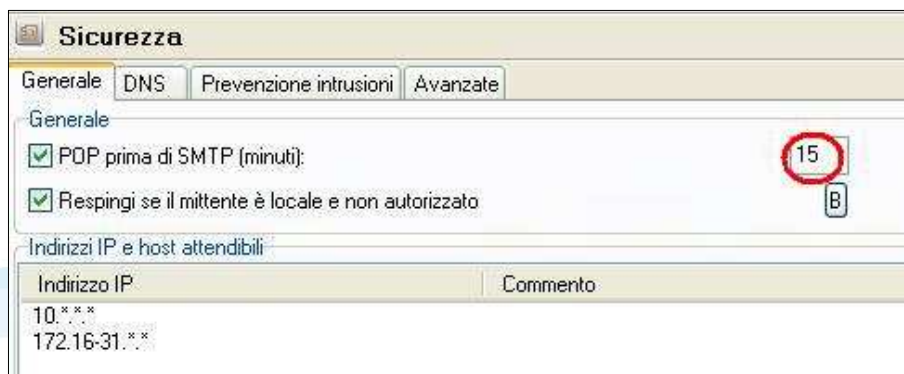 Sicurezza
Generale DNS Prevenzione intrusioni Avanzate
Generale
POP prima di SMTP (minuti): 15
Respingi se il mittente è locale e non autorizzato B
Indirizzi IP e host attendibili
Indirizzo IP Commento
10.*.*.*
172.16-31.*.*